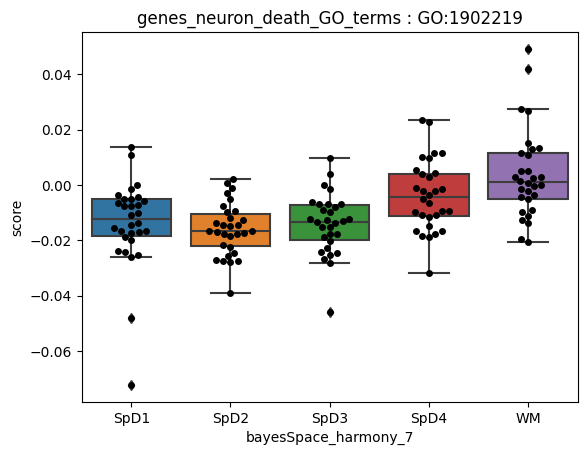 genes_neuron_death_GO_terms : GO:1902219
0.04
0.02
0.00
−0.02
−0.04
−0.06
score
SpD1 SpD2 SpD3 SpD4 WM
bayesSpace_harmony_7